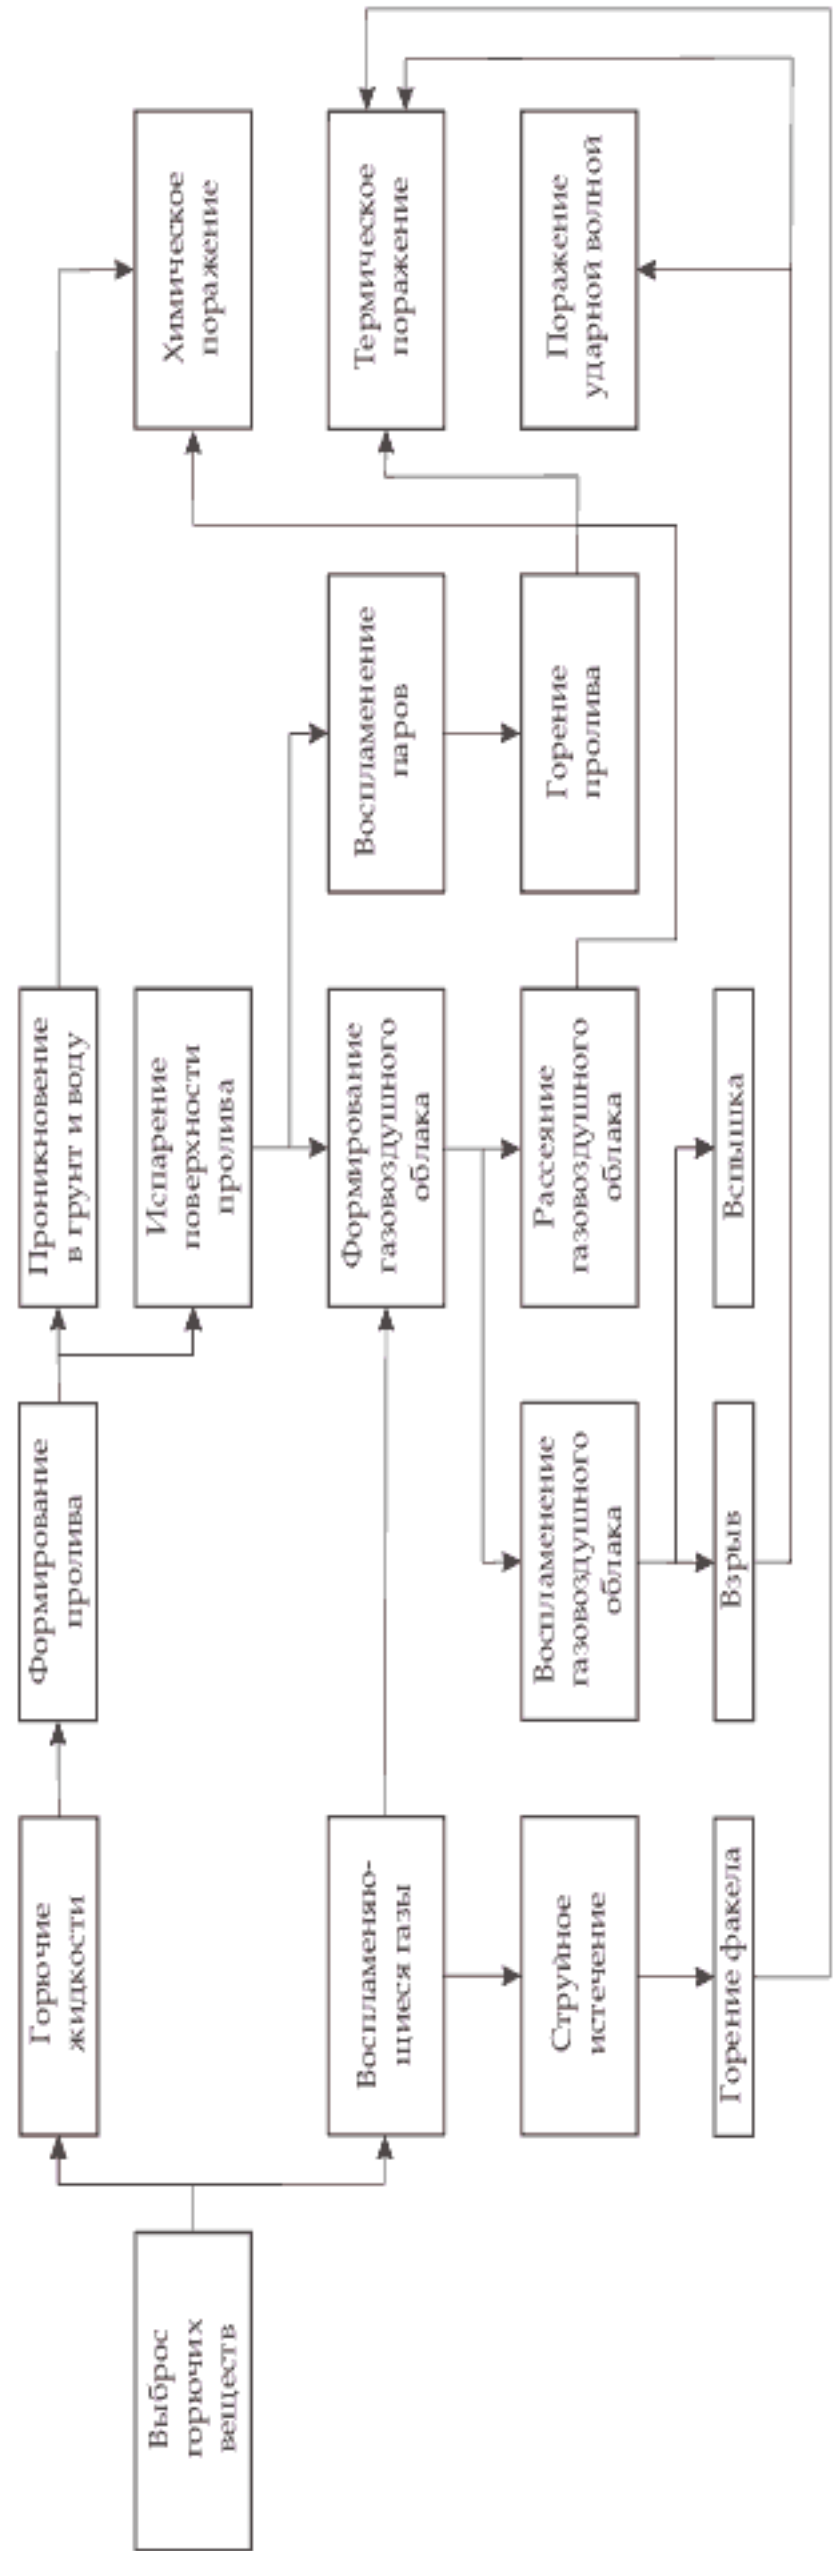 Выброс
горючих
веществ
Горючие
жидкости
Воспламеняю-
щиеся газы
Струйное
истечение
Горение факела
Формирование
пролива
Воспламенение
газовоздушного
облака
Взрыв
Проникновение
в грунт и воду
Испарение
поверхности
пролива
Формирование
газовоздушного
облака
Рассеяние
газовоздушного
облака
Вспышка
Воспламенение
паров
Горение
пролива
Химическое
поражение
Термическое
поражение
Поражение
ударной волной